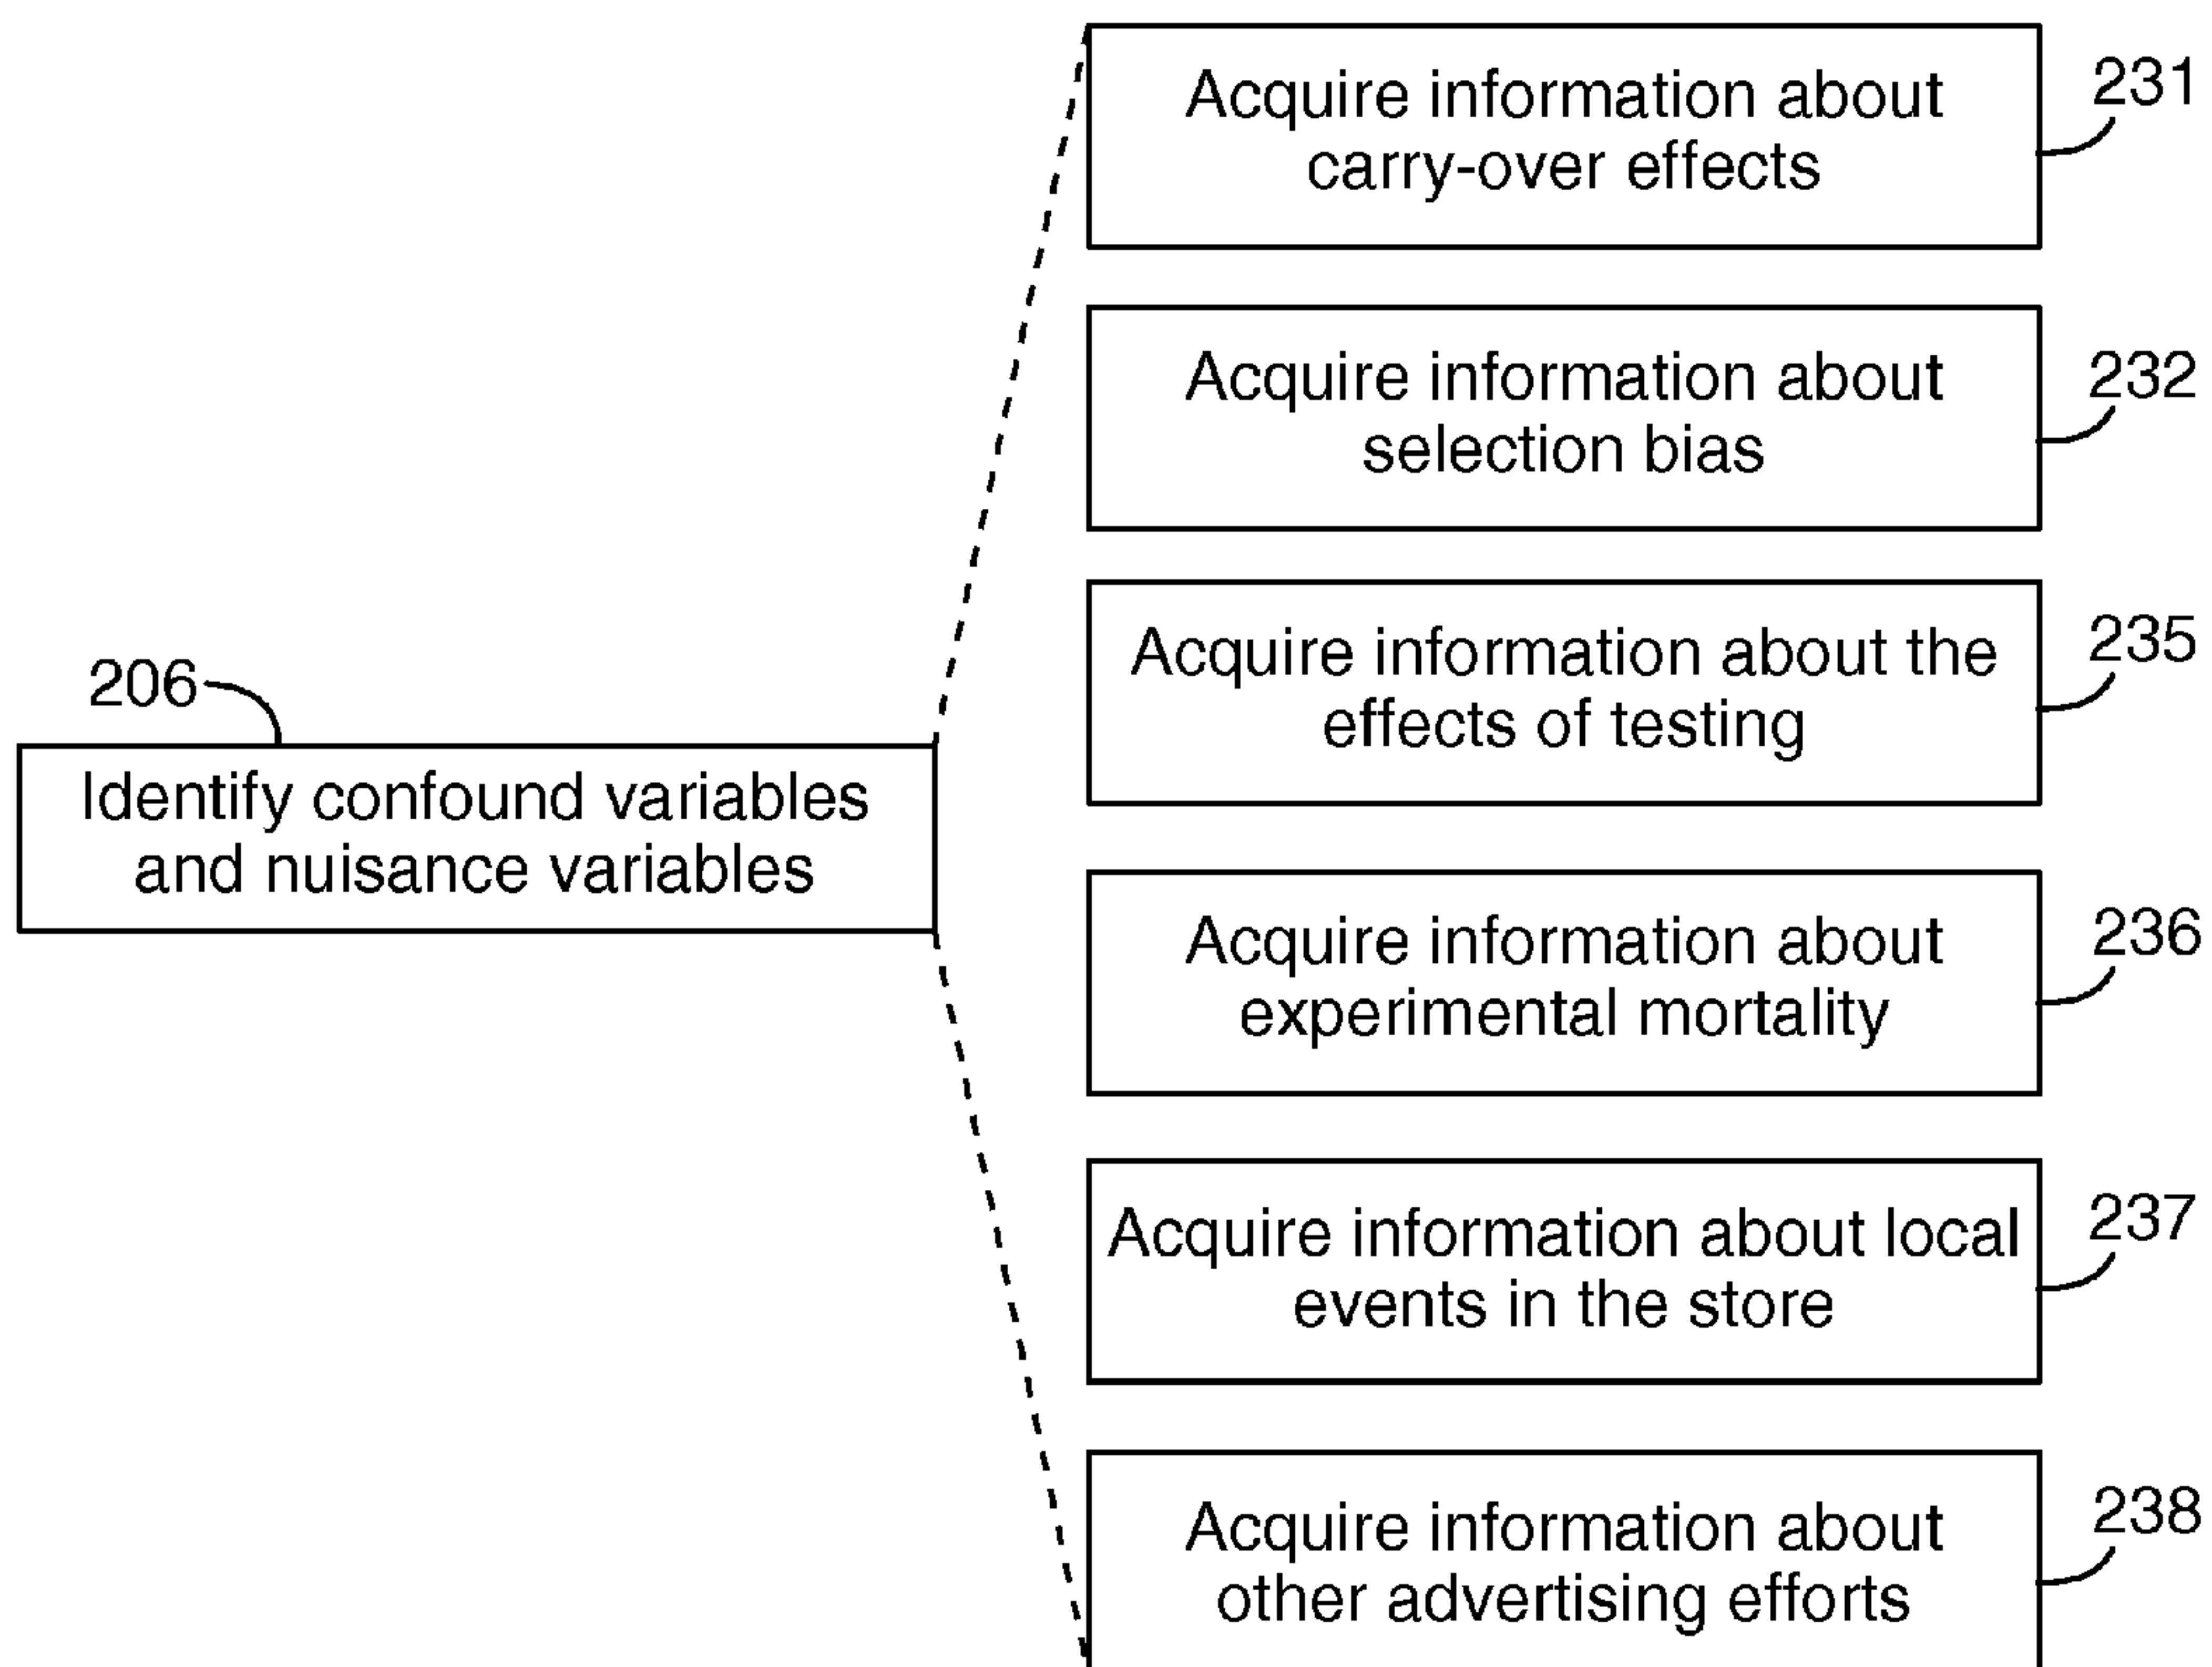 206
Identify confound variables
and nuisance variables
Acquire information about
carry-over effects
231
Acquire information about
selection bias
232
Acquire information about the
effects of testing
235
Acquire information about
experimental mortality
236
Acquire information about local
events in the store
237
Acquire information about
other advertising efforts
238